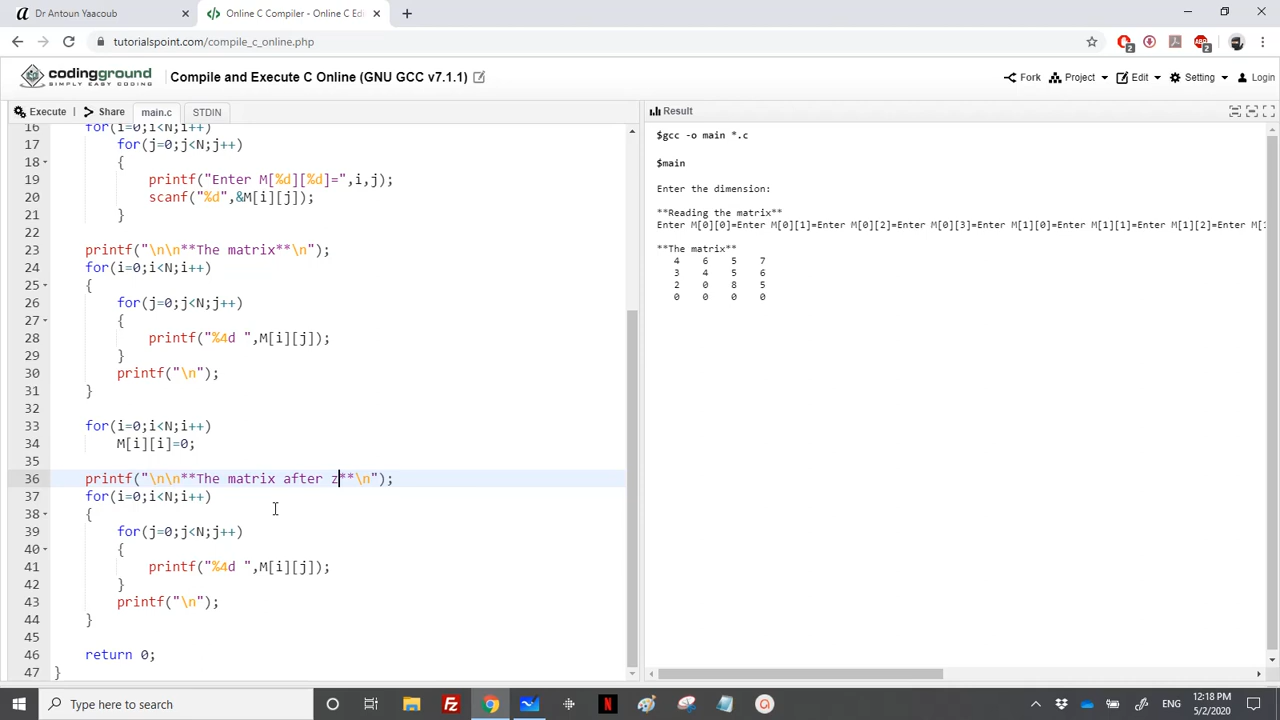 Dr Antoun Yaacoub
Online C Compiler - Online C Edi
tutorialspoint.com/compile_c_online.php
2
2
codingground
SIMPLY EASY CODING
Compile and Execute C Online (GNU GCC v7.1.1)
Fork
Project
Edit
Setting
Login
Execute
Share
main.c
STDIN
Result
16 for(i=0;i<N;i++)
17 for(j=0;j<N;j++)
18 {
19 printf("Enter M[%d][%d]=",i,j);
20 scanf("%d",&M[i][j]);
21 }
22
23 printf("\n\n**The matrix**\n");
24 for(i=0;i<N;i++)
25 {
26 for(j=0;j<N;j++)
27 {
28 printf("%4d ",M[i][j]);
29 }
30 printf("\n");
31 }
32
33 for(i=0;i<N;i++)
34 M[i][i]=0;
35
36 printf("\n\n**The matrix after z**\n");
37 for(i=0;i<N;i++)
38 {
39 for(j=0;j<N;j++)
40 {
41 printf("%4d ",M[i][j]);
42 }
43 printf("\n");
44 }
45
46 return 0;
47 }
$gcc -o main *.c
$main
Enter the dimension:
**Reading the matrix**
Enter M[0][0]=Enter M[0][1]=Enter M[0][2]=Enter M[0][3]=Enter M[1][0]=Enter M[1][1]=Enter M[1][2]=Enter M[1
**The matrix**
4 6 5 7
3 4 5 6
2 0 8 5
0 0 0 0
Type here to search
ENG
12:18 PM
5/2/2020